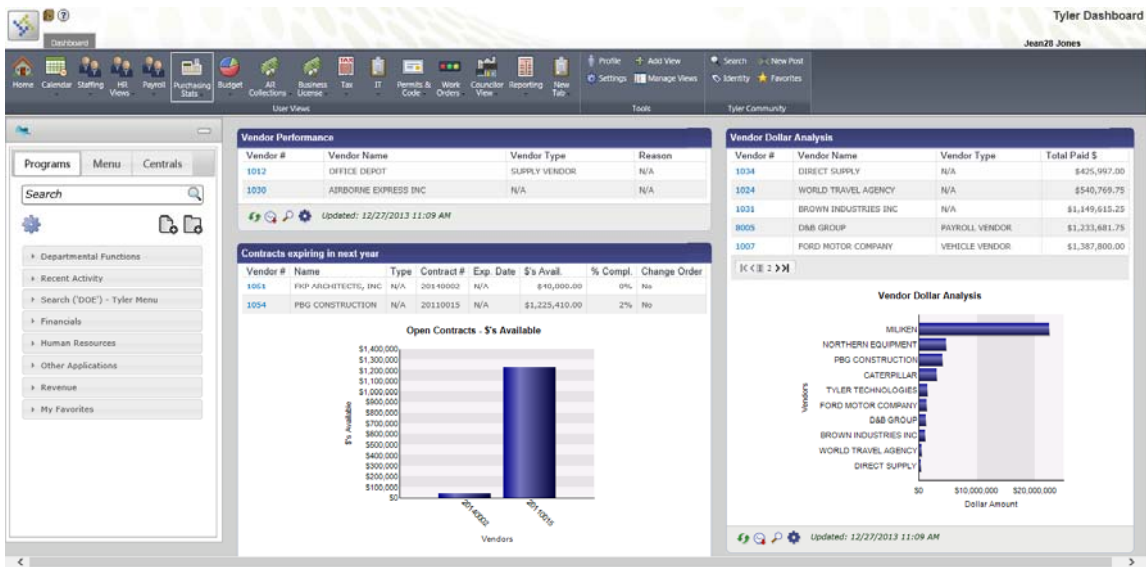 Tyler Dashboard
Dashboard
Jean28 Jones
Home Calendar Staffing HR Views Payroll Purchasing Stats Budget AR Collections Business License Tax IT Permits & Code Work Orders Councilor View Reporting New Tab
User Views
Profile + Add View
Settings Manage Views
Tools
Search New Post
Identity Favorites
Tyler Community
Programs Menu Centrals
Search
Departmental Functions
Recent Activity
Search ('DOE') - Tyler Menu
Financials
Human Resources
Other Applications
Revenue
My Favorites
Vendor Performance
Vendor # Vendor Name Vendor Type Reason
1012 OFFICE DEPOT SUPPLY VENDOR N/A
1030 AIRBORNE EXPRESS INC N/A N/A
Updated: 12/27/2013 11:09 AM
Contracts expiring in next year
Vendor # Name Type Contract # Exp. Date $'s Avail. % Compl. Change Order
1051 FKP ARCHITECTS, INC N/A 20140002 N/A $40,000.00 0% No
1054 PBG CONSTRUCTION N/A 20110015 N/A $1,225,410.00 2% No
Open Contracts - $'s Available
$1,400,000
$1,300,000
$1,200,000
$1,100,000
$1,000,000
$900,000
$800,000
$700,000
$600,000
$500,000
$400,000
$300,000
$200,000
$100,000
$0
$'s Available
20140002 20110015
Vendors
Vendor Dollar Analysis
Vendor # Vendor Name Vendor Type Total Paid $
1034 DIRECT SUPPLY N/A $425,997.00
1024 WORLD TRAVEL AGENCY N/A $540,769.75
1031 BROWN INDUSTRIES INC N/A $1,149,615.25
8005 D&B GROUP PAYROLL VENDOR $1,233,681.75
1007 FORD MOTOR COMPANY VEHICLE VENDOR $1,387,800.00
1 2
Vendor Dollar Analysis
MILIKEN
NORTHERN EQUIPMENT
PBG CONSTRUCTION
CATERPILLAR
TYLER TECHNOLOGIES
FORD MOTOR COMPANY
D&B GROUP
BROWN INDUSTRIES INC
WORLD TRAVEL AGENCY
DIRECT SUPPLY
Vendors
$0 $10,000,000 $20,000,000
Dollar Amount
Updated: 12/27/2013 11:09 AM